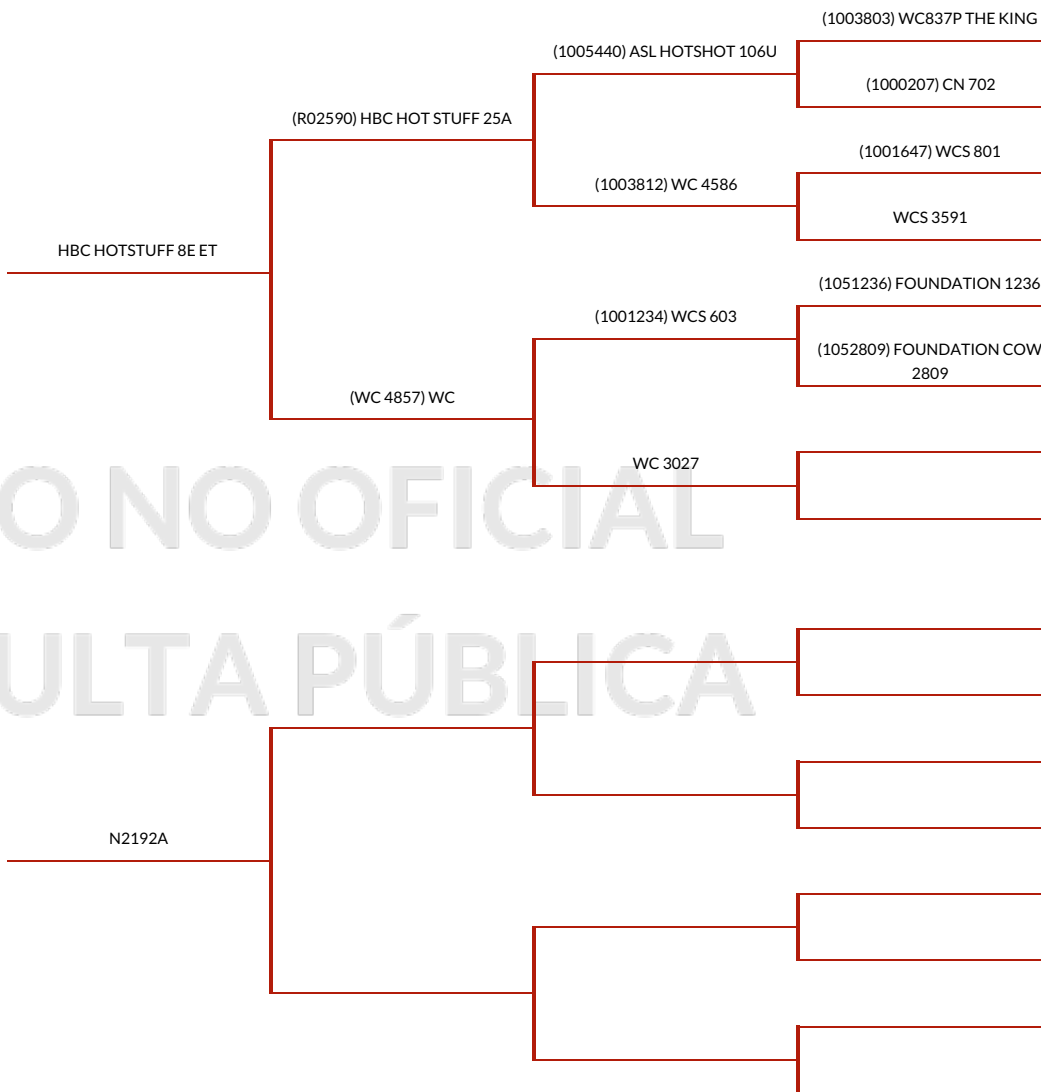 (1003803) WC837P THE KING
(1005440) ASL HOTSHOT 106U
(1000207) CN 702
(R02590) HBC HOT STUFF 25A
(1001647) WCS 801
(1003812) WC 4586
WCS 3591
HBC HOTSTUFF 8E ET
(1051236) FOUNDATION 1236
(1001234) WCS 603
(1052809) FOUNDATION COW
2809
(WC 4857) WC
WC 3027
O NO OFICIAL
ULTA PÚBLICA
N2192A